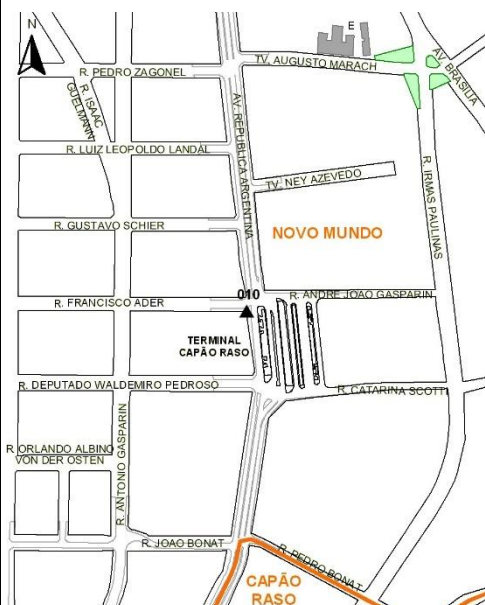 N
E
TV. AUGUSTO MARACH
AV. BRASILIA
R. PEDRO ZAGONEL
R. ISAAC
GUELMANN
AV. REPUBLICA ARGENTINA
R. LUIZ LEOPOLDO LANDAL
TV. NEY AZEVEDO
R. IRMAS PAULINAS
R. GUSTAVO SCHIER
NOVO MUNDO
010
R. ANDRE JOAO GASPARIN
R. FRANCISCO ADER
TERMINAL
CAPÃO RASO
R. DEPUTADO WALDEMIRO PEDROSO
R. CATARINA SCOTTI
R. ANTONIO GASPARIN
R. ORLANDO ALBINO
VON DER OSTEN
R. JOAO BONAT
R. PEDRO BONAT
CAPÃO
RASO